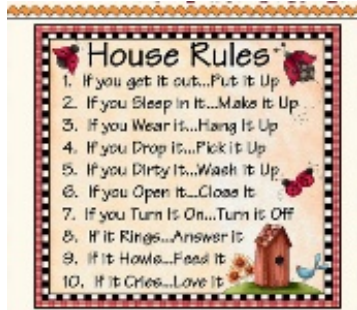 House Rules
1. If you get it out...Put it Up
2. If you Sleep in it...Make it Up
3. If you Wear it...Hang it Up
4. If you Drop it...Pick it Up
5. If you Dirty it...Wash it Up
6. If you Open it...Close It
7. If you Turn It On...Turn it Off
8. If it Rings...Answer it
9. If it Howls...Feed it
10. If it Cries...Love it